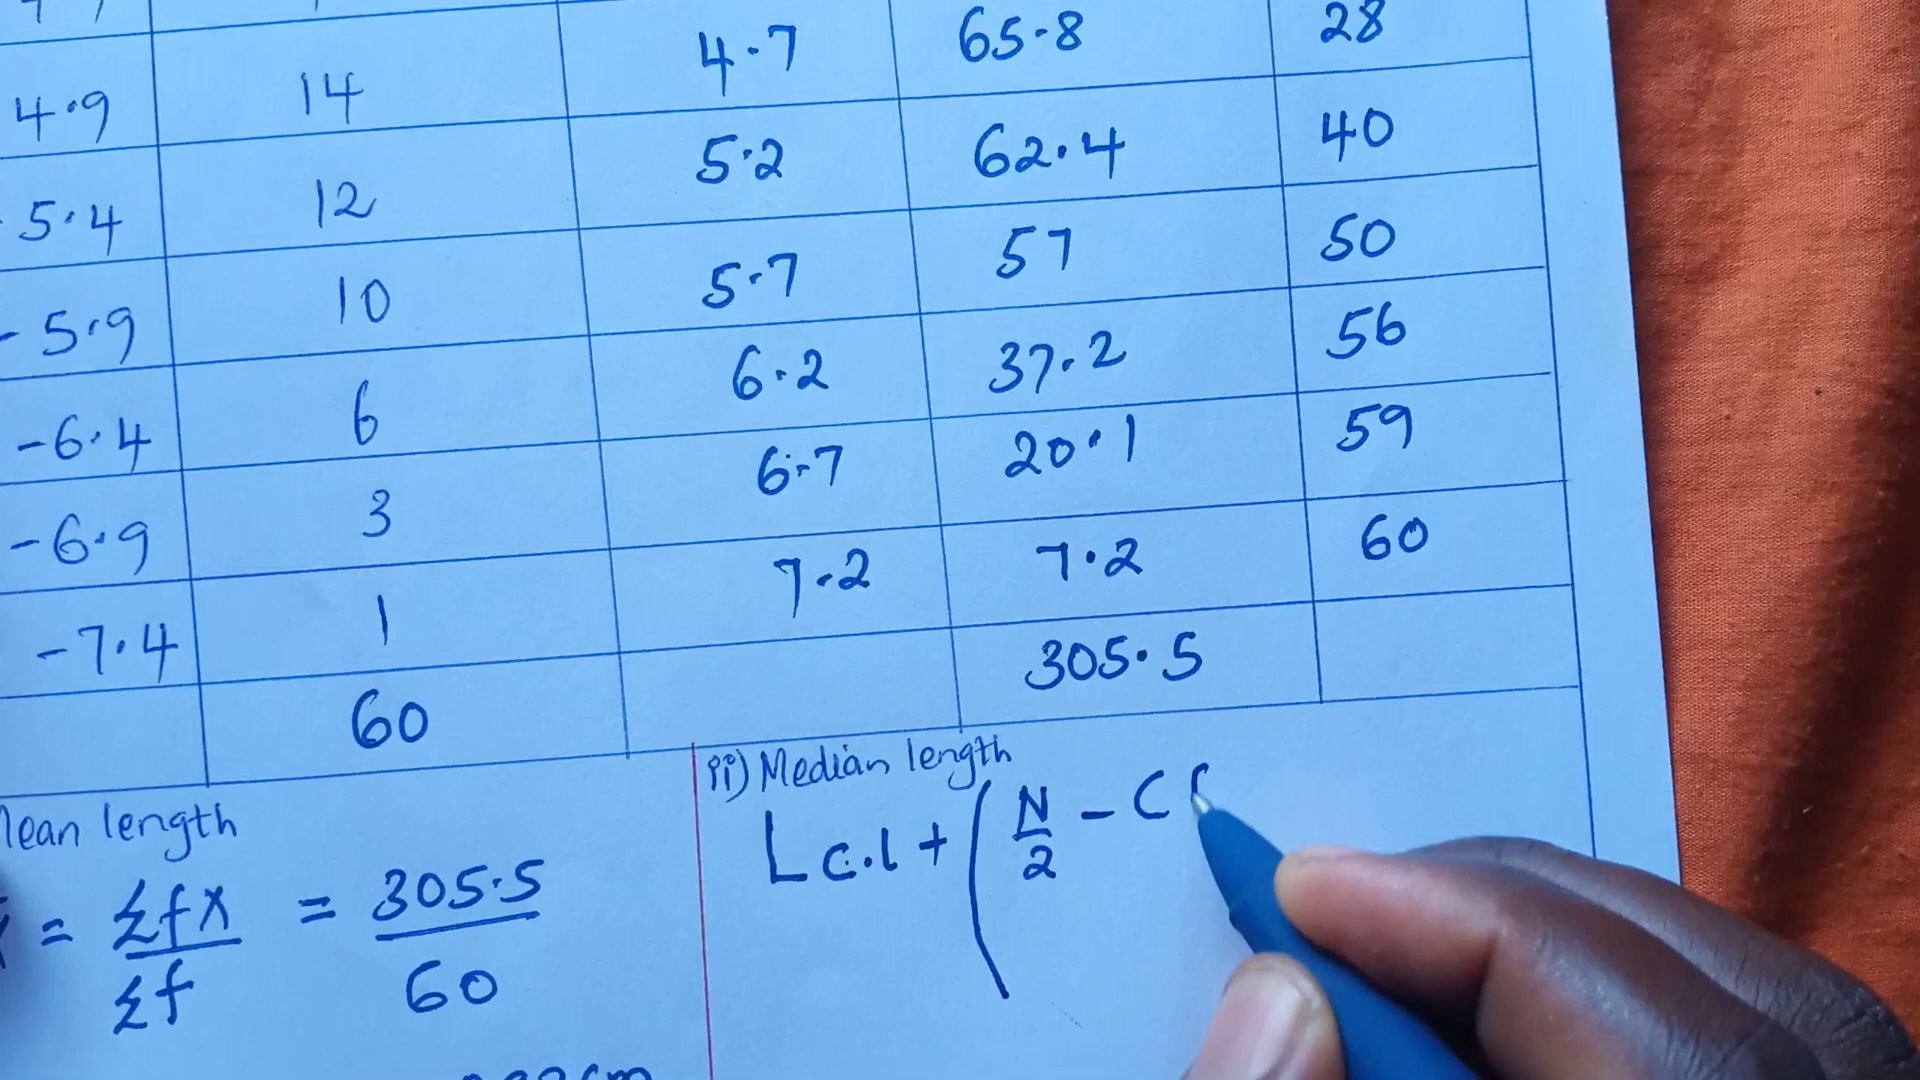 4.7 65.8 28
4.9 14
5.2 62.4 40
5.4 12
5.7 57 50
- 5.9 10
6.2 37.2 56
-6.4 6
6.7 20.1 59
-6.9 3
7.2 7.2 60
-7.4 1
305.5
60
ii) Median length
Mean length
L c.l + ( N/2 - C
= Σfx/Σf = 305.5/60